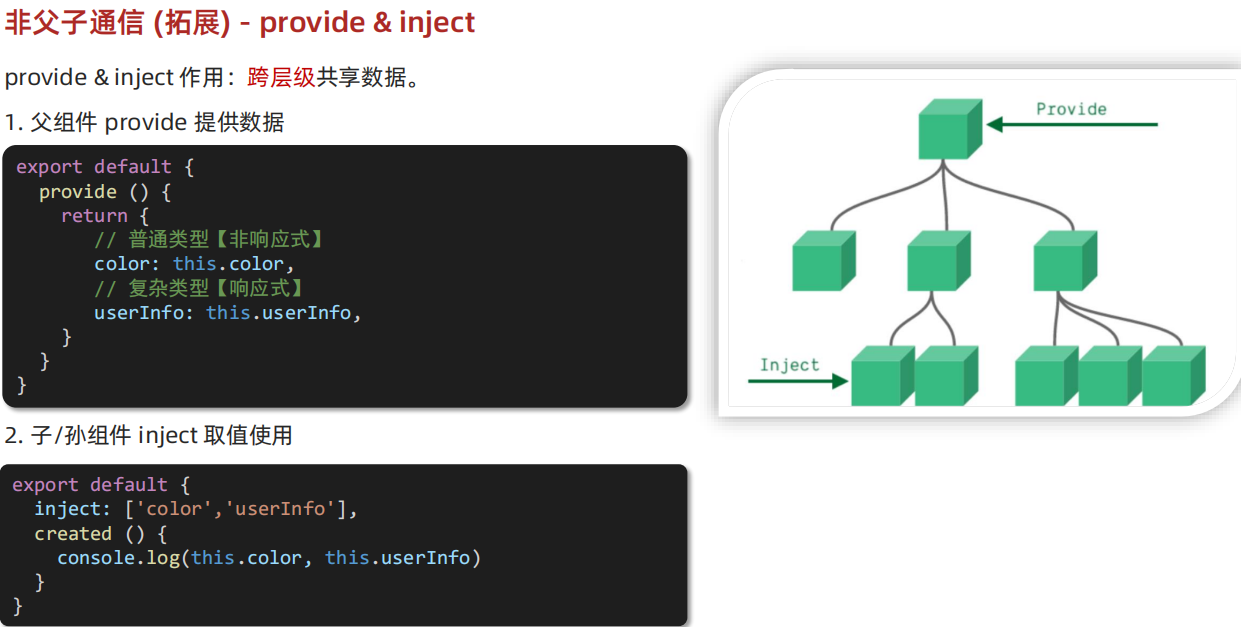 非父子通信 (拓展) - provide & inject
provide & inject 作用：跨层级共享数据。
1. 父组件 provide 提供数据
export default {
  provide () {
    return {
       // 普通类型【非响应式】
       color: this.color,
       // 复杂类型【响应式】
       userInfo: this.userInfo,
    }
  }
}
Provide
Inject
2. 子/孙组件 inject 取值使用
export default {
  inject: ['color','userInfo'],
  created () {
    console.log(this.color, this.userInfo)
  }
}